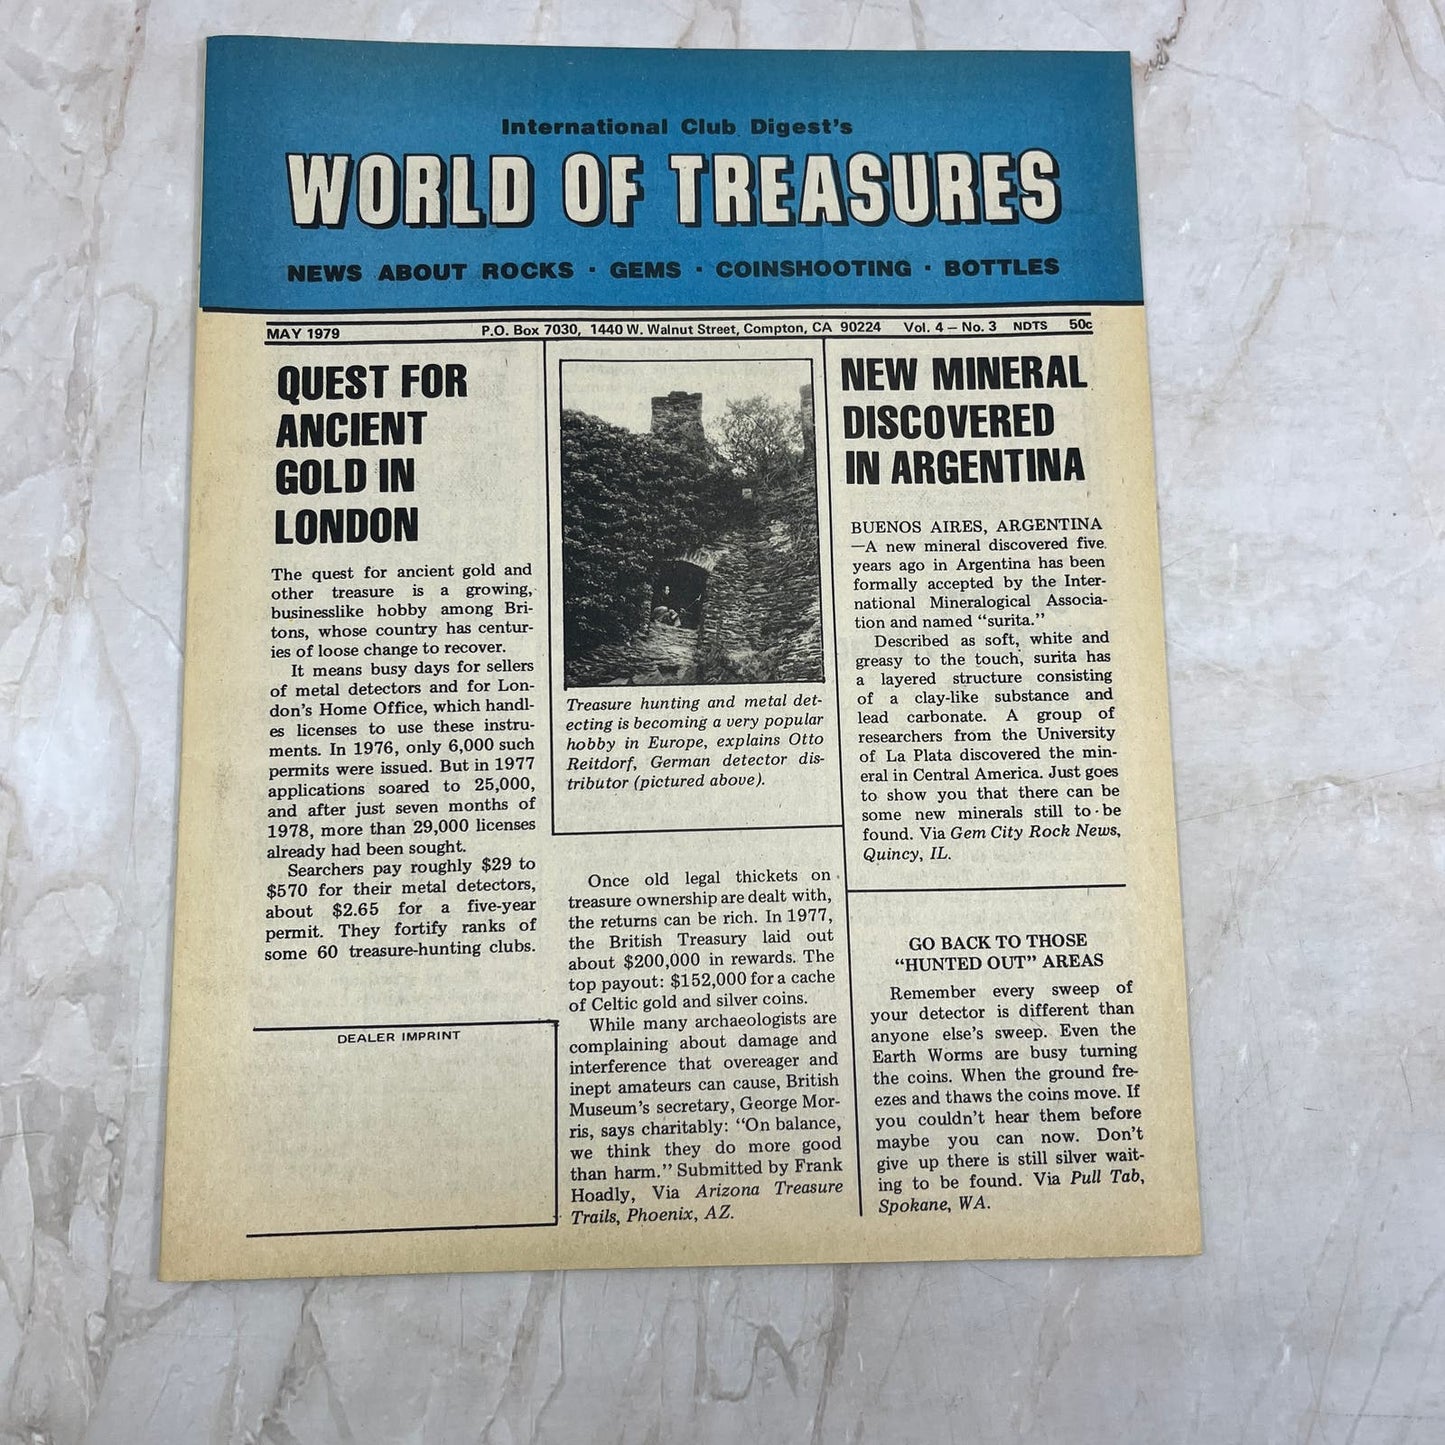 International Club Digest's
WORLD OF TREASURES
NEWS ABOUT ROCKS · GEMS · COINSHOOTING · BOTTLES
MAY 1979 P.O. Box 7030, 1440 W. Walnut Street, Compton, CA 90224 Vol. 4 – No. 3 NDTS 50c
QUEST FOR
ANCIENT
GOLD IN
LONDON
The quest for ancient gold and
other treasure is a growing,
businesslike hobby among Bri-
tons, whose country has centur-
ies of loose change to recover.
It means busy days for sellers
of metal detectors and for Lon-
don's Home Office, which handl-
es licenses to use these instru-
ments. In 1976, only 6,000 such
permits were issued. But in 1977
applications soared to 25,000,
and after just seven months of
1978, more than 29,000 licenses
already had been sought.
Searchers pay roughly $29 to
$570 for their metal detectors,
about $2.65 for a five-year
permit. They fortify ranks of
some 60 treasure-hunting clubs.
DEALER IMPRINT
Treasure hunting and metal det-
ecting is becoming a very popular
hobby in Europe, explains Otto
Reitdorf, German detector dis-
tributor (pictured above).
Once old legal thickets on
treasure ownership are dealt with,
the returns can be rich. In 1977,
the British Treasury laid out
about $200,000 in rewards. The
top payout: $152,000 for a cache
of Celtic gold and silver coins.
While many archaeologists are
complaining about damage and
interference that overeager and
inept amateurs can cause, British
Museum's secretary, George Mor-
ris, says charitably: "On balance,
we think they do more good
than harm." Submitted by Frank
Hoadly, Via Arizona Treasure
Trails, Phoenix, AZ.
NEW MINERAL
DISCOVERED
IN ARGENTINA
BUENOS AIRES, ARGENTINA
—A new mineral discovered five
years ago in Argentina has been
formally accepted by the Inter-
national Mineralogical Associa-
tion and named "surita."
Described as soft, white and
greasy to the touch, surita has
a layered structure consisting
of a clay-like substance and
lead carbonate. A group of
researchers from the University
of La Plata discovered the min-
eral in Central America. Just goes
to show you that there can be
some new minerals still to be
found. Via Gem City Rock News,
Quincy, IL.
GO BACK TO THOSE
"HUNTED OUT" AREAS
Remember every sweep of
your detector is different than
anyone else's sweep. Even the
Earth Worms are busy turning
the coins. When the ground fre-
ezes and thaws the coins move. If
you couldn't hear them before
maybe you can now. Don't
give up there is still silver wait-
ing to be found. Via Pull Tab,
Spokane, WA.